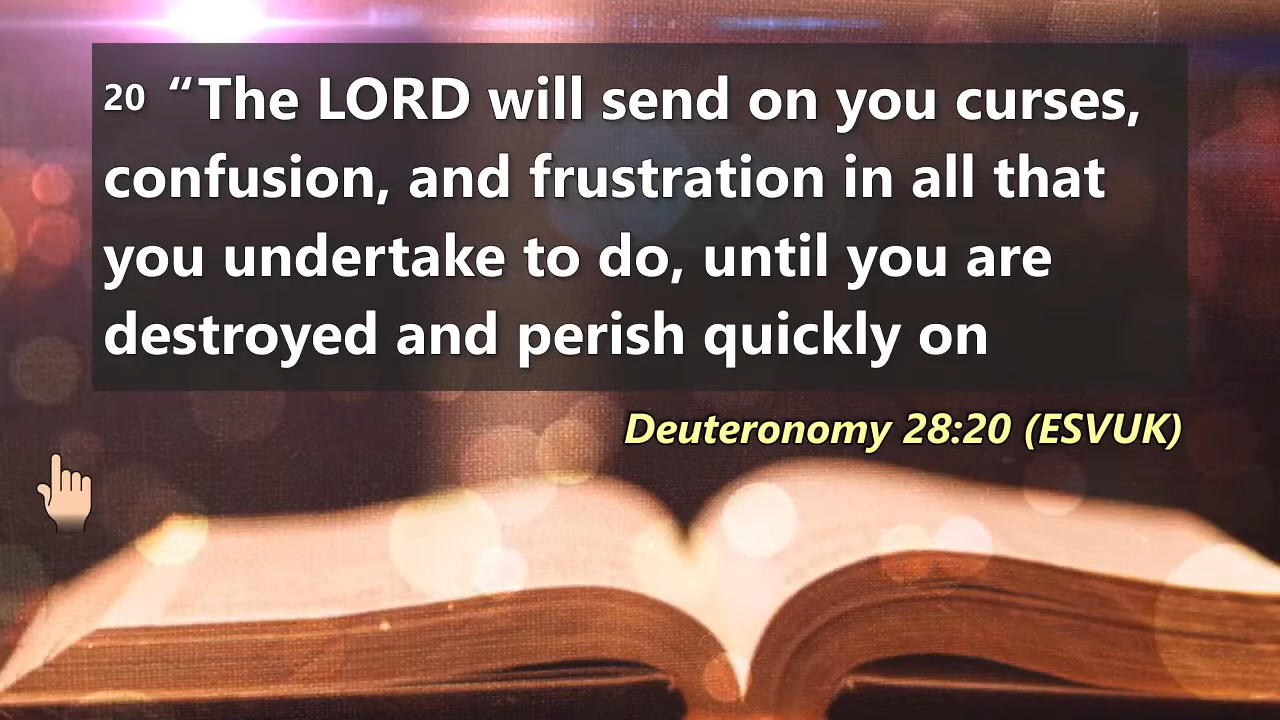 20 “The LORD will send on you curses,
confusion, and frustration in all that
you undertake to do, until you are
destroyed and perish quickly on
Deuteronomy 28:20 (ESVUK)